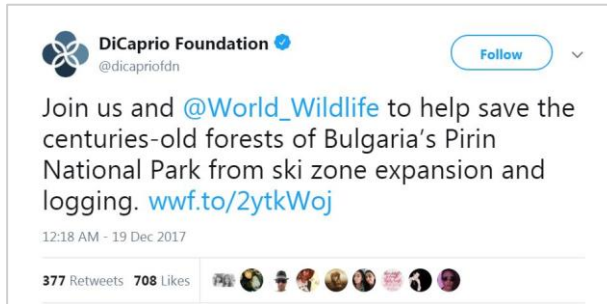 DiCaprio Foundation
@dicapriofdn
Follow
Join us and @World_Wildlife to help save the
centuries-old forests of Bulgaria's Pirin
National Park from ski zone expansion and
logging. wwf.to/2ytkWoj
12:18 AM - 19 Dec 2017
377 Retweets 708 Likes